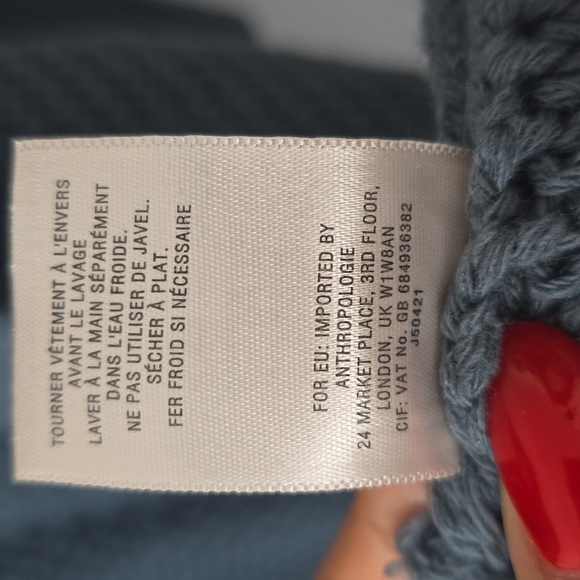 TOURNER VÊTEMENT À L'ENVERS
AVANT LE LAVAGE
LAVER À LA MAIN SÉPARÉMENT
DANS L'EAU FROIDE.
NE PAS UTILISER DE JAVEL.
SÉCHER À PLAT.
FER FROID SI NÉCESSAIRE
FOR EU: IMPORTED BY
ANTHROPOLOGIE
24 MARKET PLACE, 3RD FLOOR,
LONDON, UK W1W8AN
CIF: VAT No. GB 684936382
J50421